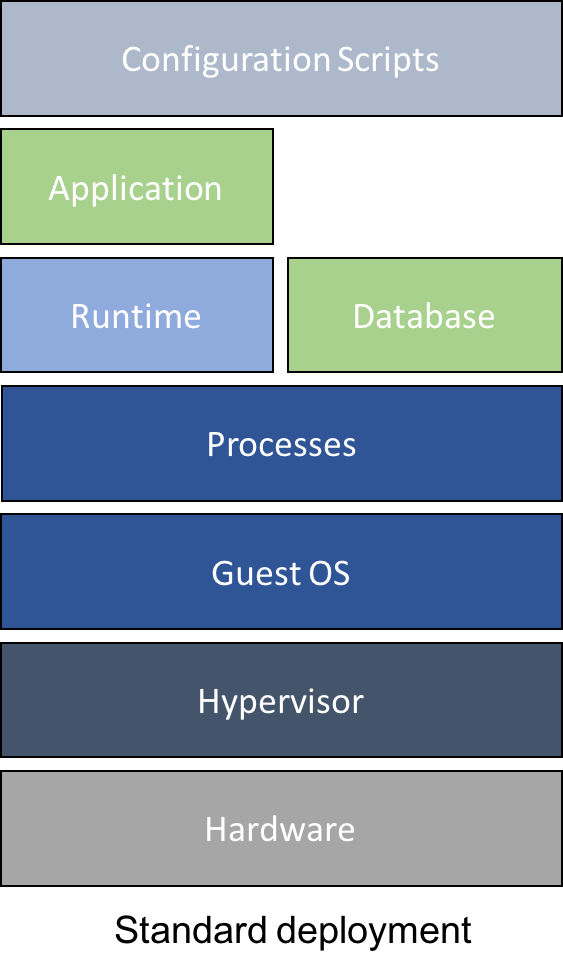 Configuration Scripts
Application
Runtime
Database
Processes
Guest OS
Hypervisor
Hardware
Standard deployment